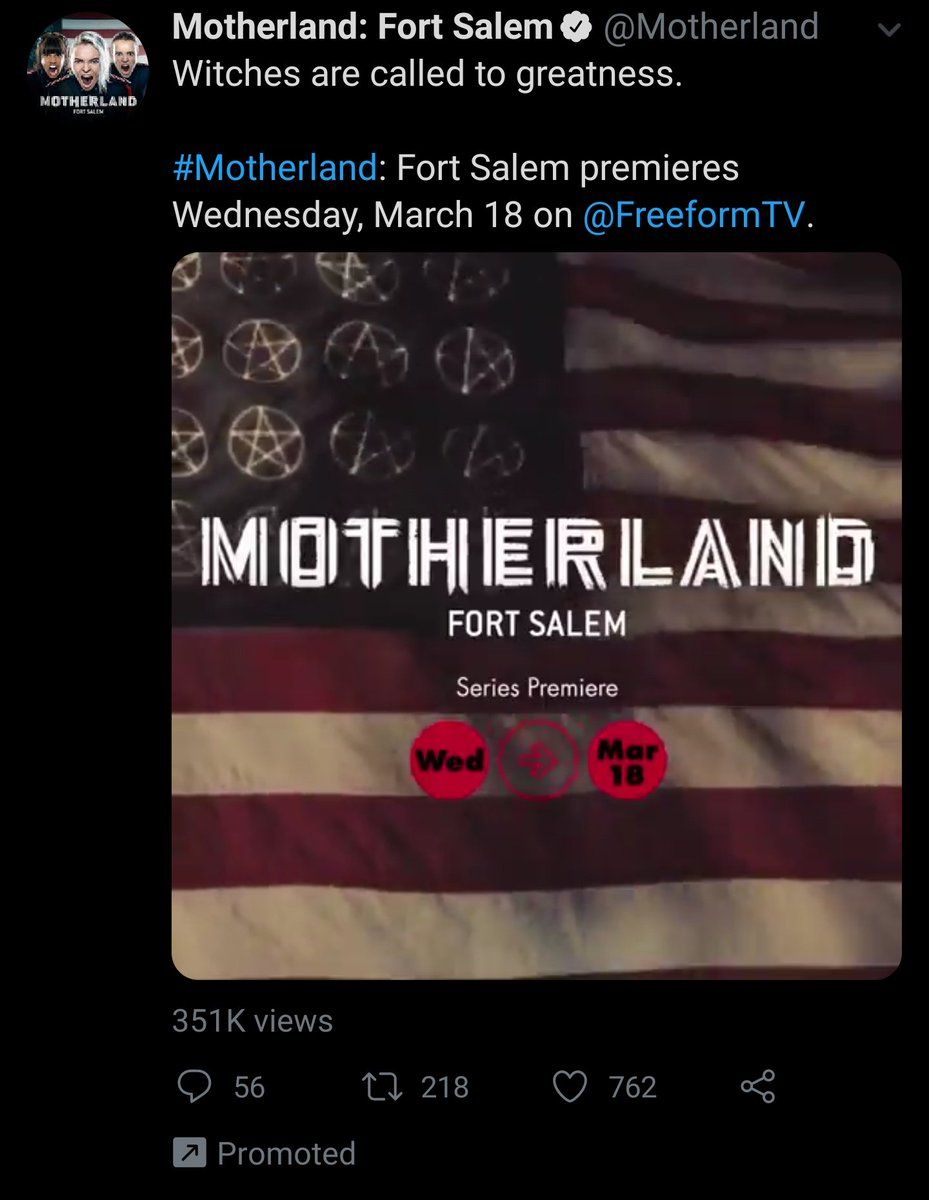 Motherland: Fort Salem @Motherland
Witches are called to greatness.
#Motherland: Fort Salem premieres
Wednesday, March 18 on @FreeformTV.
MOTHERLAND
FORT SALEM
MOTHERLAND
FORT SALEM
Series Premiere
Wed
Mar
18
351K views
56
218
762
Promoted